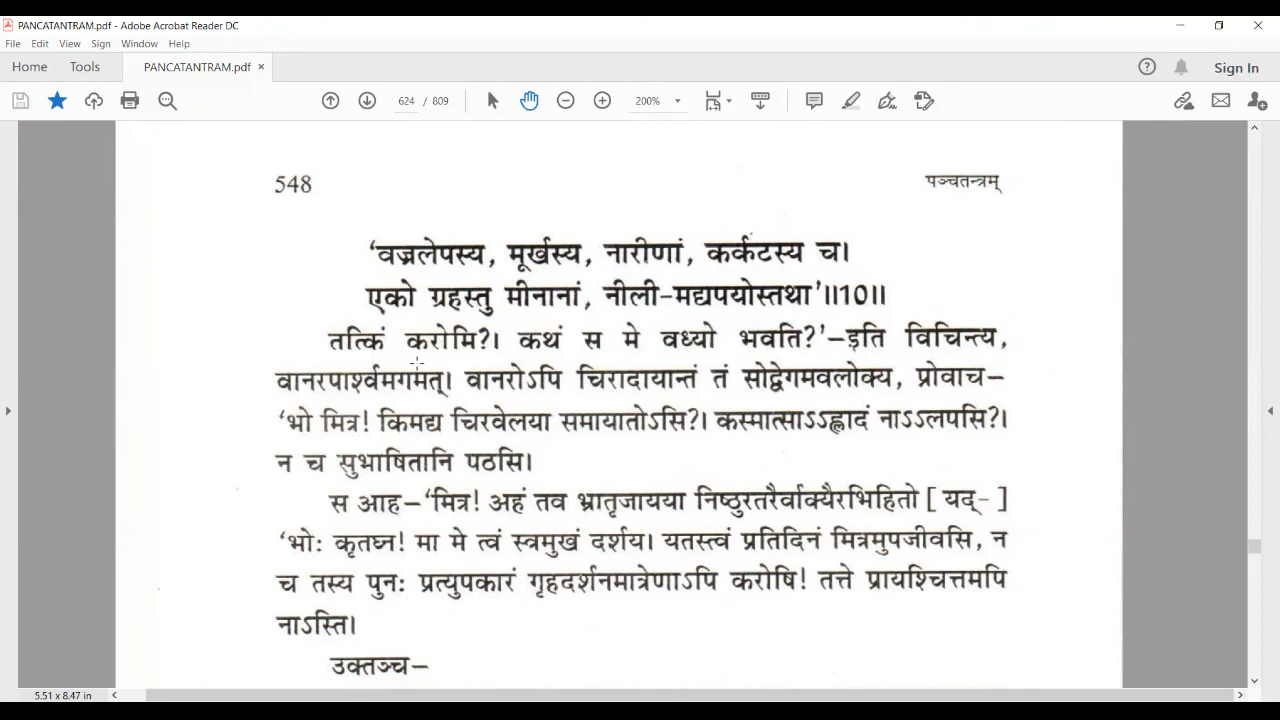 PANCATANTRAM.pdf - Adobe Acrobat Reader DC
File Edit View Sign Window Help
Home Tools PANCATANTRAM.pdf × Sign In
624 / 809 200%
548 पञ्चतन्त्रम्
‘वज्रलेपस्य, मूर्खस्य, नारीणां, कर्कटस्य च।
एको ग्रहस्तु मीनानां, नीली-मद्यपयोस्तथा’॥10॥
तत्किं करोमि?। कथं स मे वध्यो भवति?’–इति विचिन्त्य,
वानरपार्श्वमगमत्। वानरोऽपि चिरादायान्तं तं सोद्वेगमवलोक्य, प्रोवाच–
‘भो मित्र! किमद्य चिरवेलया समायातोऽसि?। कस्मात्साऽऽह्लादं नाऽऽलपसि?।
न च सुभाषितानि पठसि।
स आह–‘मित्र! अहं तव भ्रातृजायया निष्ठुरतरैर्वाक्यैरभिहितो [ यद्- ]
‘भोः कृतघ्न! मा मे त्वं स्त्रमुखं दर्शय। यतस्त्वं प्रतिदिनं मित्रमुपजीवसि, न
च तस्य पुनः प्रत्युपकारं गृहदर्शनमात्रेणाऽपि करोषि! तत्ते प्रायश्चित्तमपि
नाऽस्ति।
उक्तञ्च–
5.51 x 8.47 in